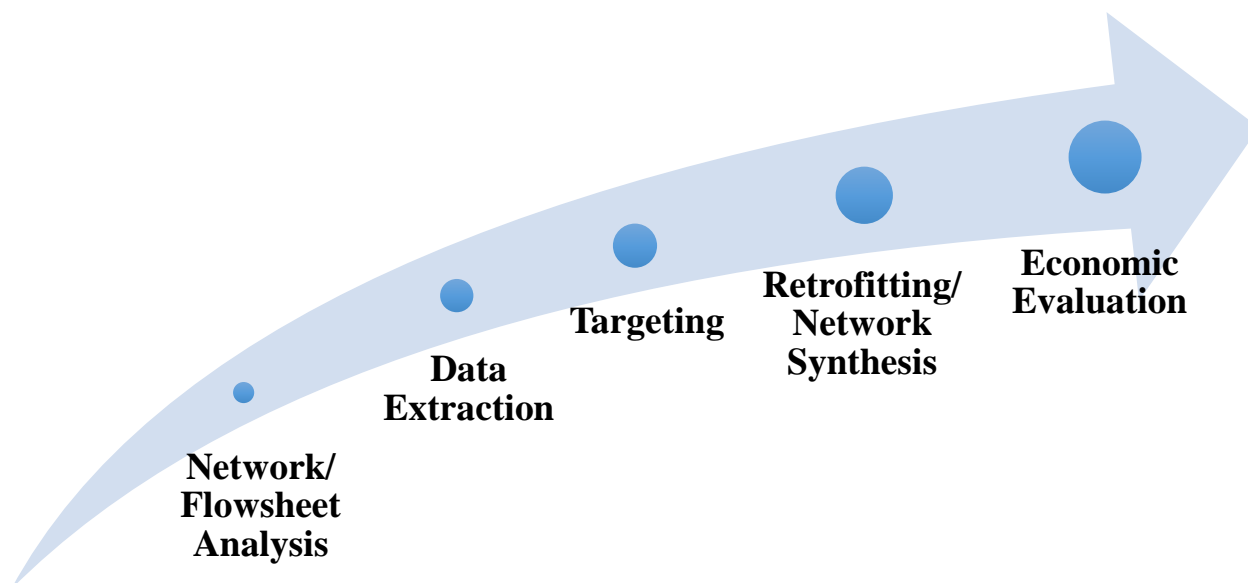 Network/
Flowsheet
Analysis
Data
Extraction
Targeting
Retrofitting/
Network
Synthesis
Economic
Evaluation